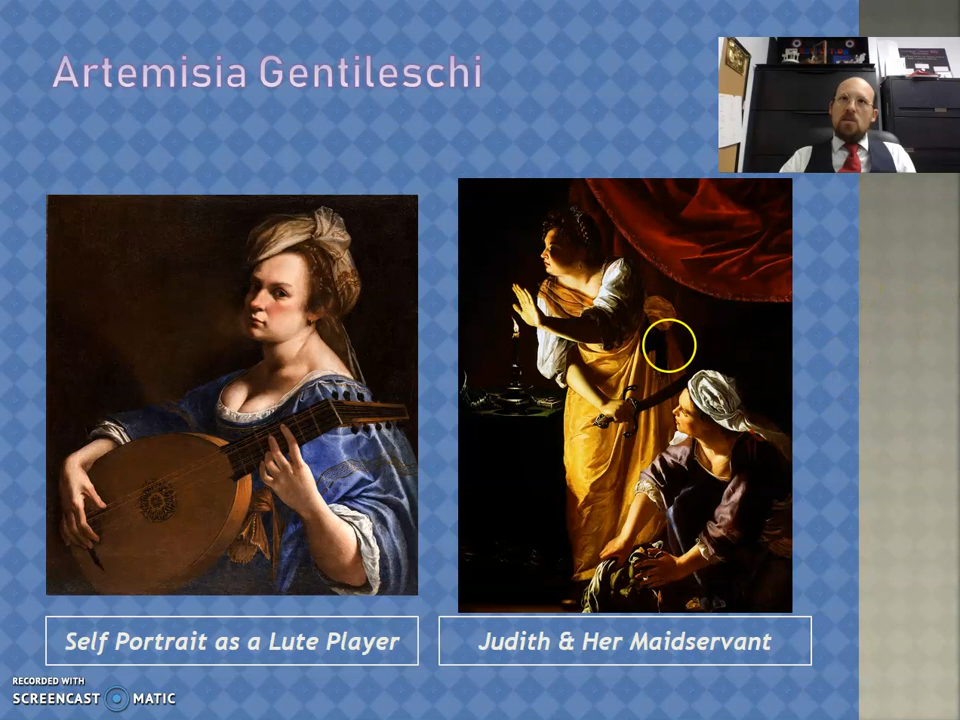 Artemisia Gentileschi
Self Portrait as a Lute Player
Judith & Her Maidservant
RECORDED WITH
SCREENCAST MATIC